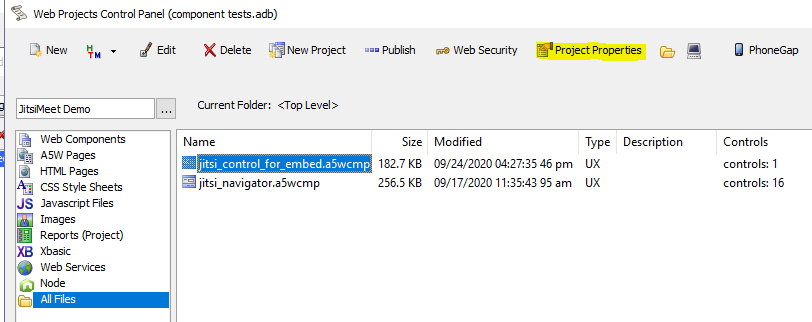 Web Projects Control Panel (component tests.adb)
New HTM Edit Delete New Project Publish Web Security Project Properties PhoneGap
JitsiMeet Demo ... Current Folder: <Top Level>
Web Components
A5W Pages
HTML Pages
CSS Style Sheets
JS Javascript Files
Images
Reports (Project)
XB Xbasic
Web Services
Node
All Files
Name Size Modified Type Description Controls
jitsi_control_for_embed.a5wcmp 182.7 KB 09/24/2020 04:27:35 46 pm UX controls: 1
jitsi_navigator.a5wcmp 256.5 KB 09/17/2020 11:35:43 95 am UX controls: 16